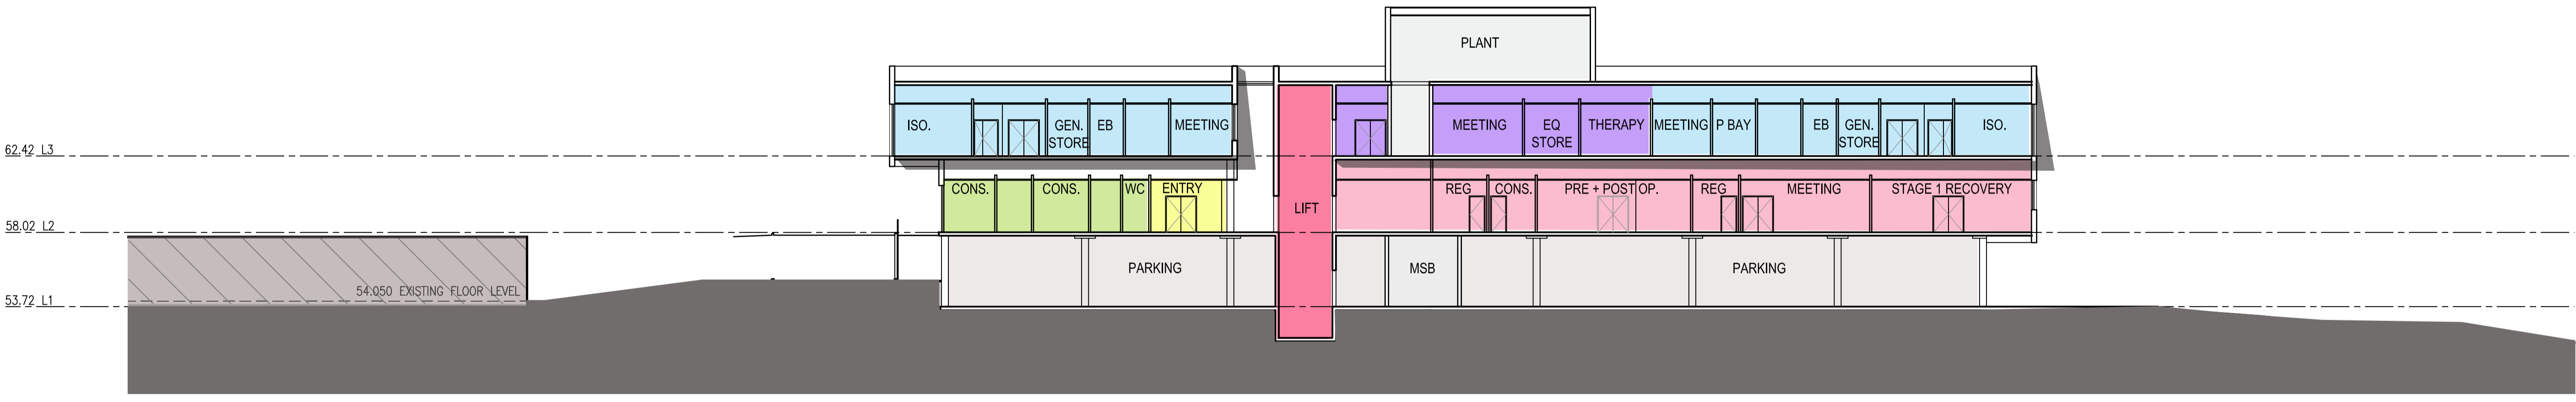 PLANT
ISO.
GEN.
STORE
EB
MEETING
MEETING
EQ
STORE
THERAPY
MEETING
P BAY
EB
GEN.
STORE
ISO.
62.42 L3
CONS.
CONS.
WC
ENTRY
LIFT
REG
CONS.
PRE + POST OP.
REG
MEETING
STAGE 1 RECOVERY
58.02 L2
PARKING
MSB
PARKING
54.050 EXISTING FLOOR LEVEL
53.72 L1